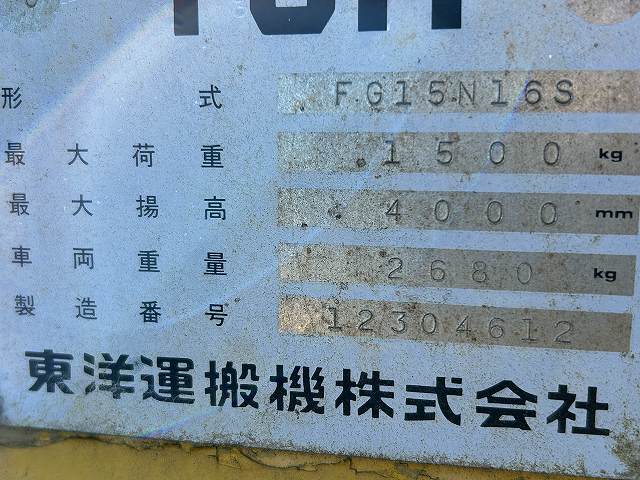 TCM
形式 FG15N16S
最大荷重 1500 kg
最大揚高 4000 mm
車両重量 2680 kg
製造番号 12304612
東洋運搬機株式会社